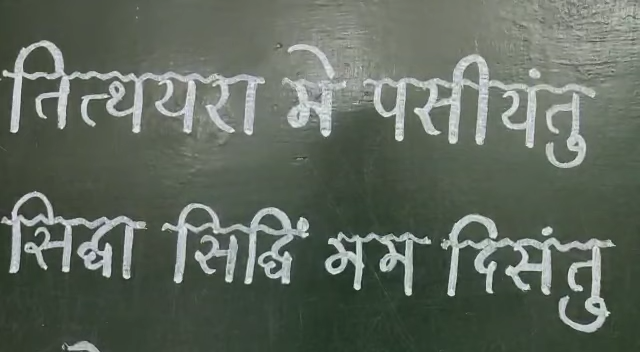 तित्थयरा मे पसीयंतु
सिद्धा सिद्धिं मम दिसंतु